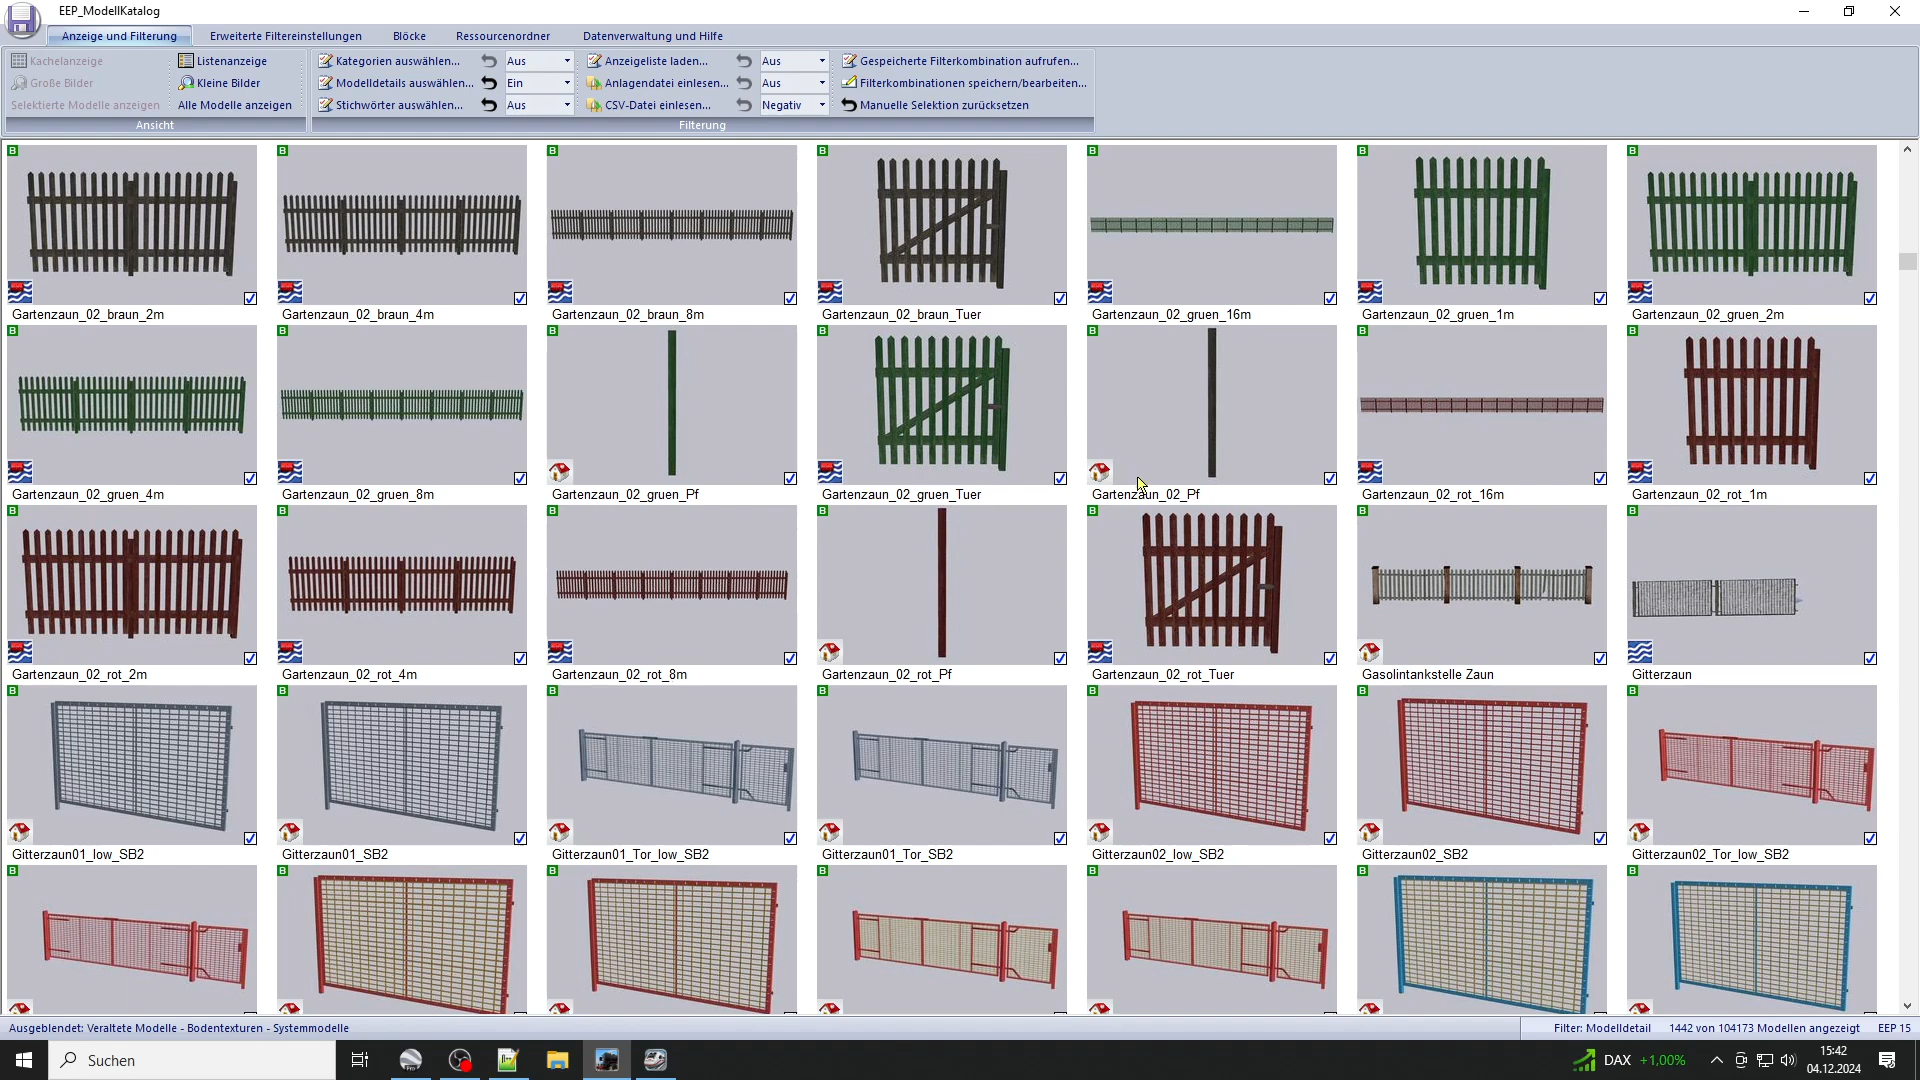 EEP_ModellKatalog
Anzeige und Filterung
Erweiterte Filtereinstellungen
Blöcke
Ressourcenordner
Datenverwaltung und Hilfe
Kachelanzeige
Listenanzeige
Kategorien auswählen...
Aus
Anzeigeliste laden...
Aus
Gespeicherte Filterkombination aufrufen...
Große Bilder
Kleine Bilder
Modelldetails auswählen...
Ein
Anlagendatei einlesen...
Aus
Filterkombinationen speichern/bearbeiten...
Selektierte Modelle anzeigen
Alle Modelle anzeigen
Stichwörter auswählen...
Aus
CSV-Datei einlesen...
Negativ
Manuelle Selektion zurücksetzen
Ansicht
Filterung
B B B B B B B
Gartenzaun_02_braun_2m
Gartenzaun_02_braun_4m
Gartenzaun_02_braun_8m
Gartenzaun_02_braun_Tuer
Gartenzaun_02_gruen_16m
Gartenzaun_02_gruen_1m
Gartenzaun_02_gruen_2m
B B B B B B B
Gartenzaun_02_gruen_4m
Gartenzaun_02_gruen_8m
Gartenzaun_02_gruen_Pf
Gartenzaun_02_gruen_Tuer
Gartenzaun_02_Pf
Gartenzaun_02_rot_16m
Gartenzaun_02_rot_1m
B B B B B B B
Gartenzaun_02_rot_2m
Gartenzaun_02_rot_4m
Gartenzaun_02_rot_8m
Gartenzaun_02_rot_Pf
Gartenzaun_02_rot_Tuer
Gasolintankstelle Zaun
Gitterzaun
B B B B B B B
Gitterzaun01_low_SB2
Gitterzaun01_SB2
Gitterzaun01_Tor_low_SB2
Gitterzaun01_Tor_SB2
Gitterzaun02_low_SB2
Gitterzaun02_SB2
Gitterzaun02_Tor_low_SB2
B B B B B B B
Ausgeblendet: Veraltete Modelle - Bodentexturen - Systemmodelle
Filter: Modelldetail
1442 von 104173 Modellen angezeigt
EEP 15
Suchen
DAX +1,00%
15:42
04.12.2024